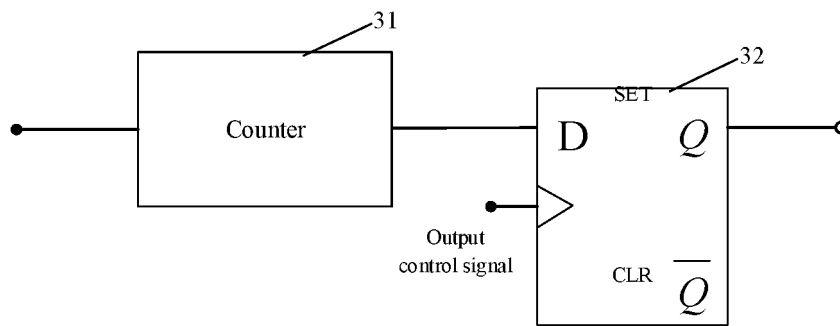 31
32
SET
Counter
D
Q
Output
control signal
CLR
Q̅